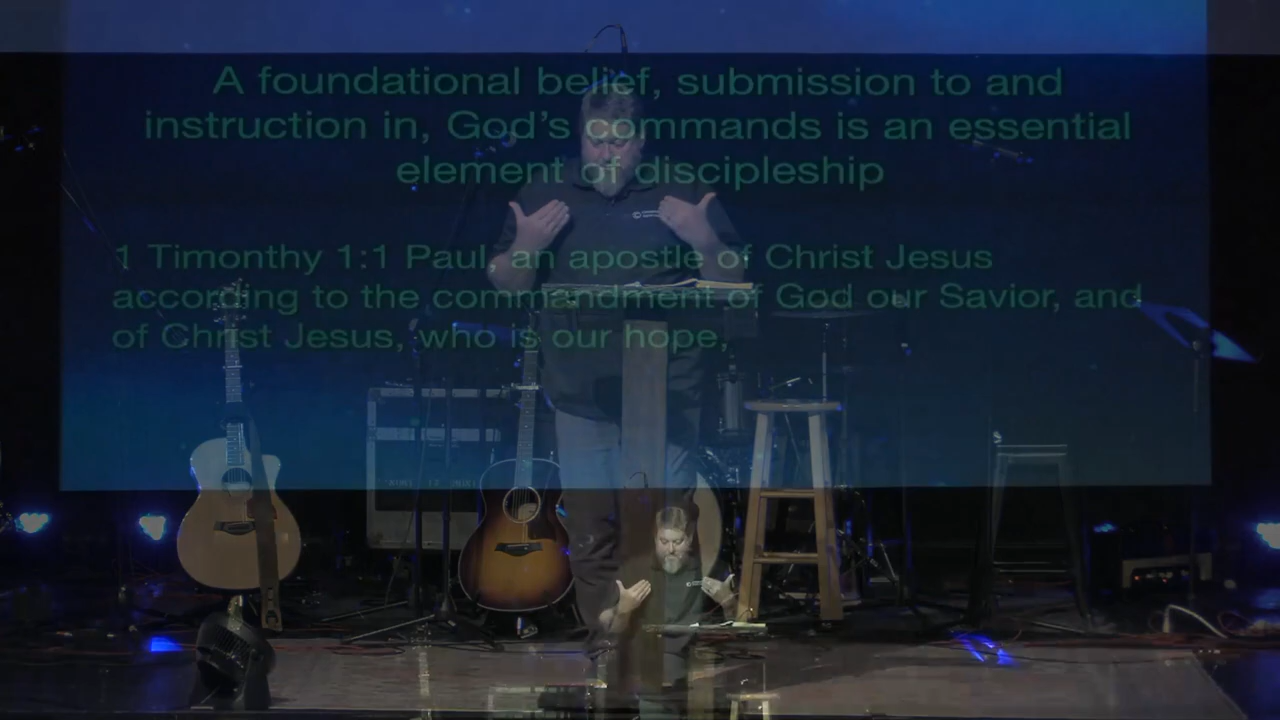 A foundational belief, submission to and
instruction in, God's commands is an essential
element of discipleship
1 Timonthy 1:1 Paul, an apostle of Christ Jesus
according to the commandment of God our Savior, and
of Christ Jesus, who is our hope,